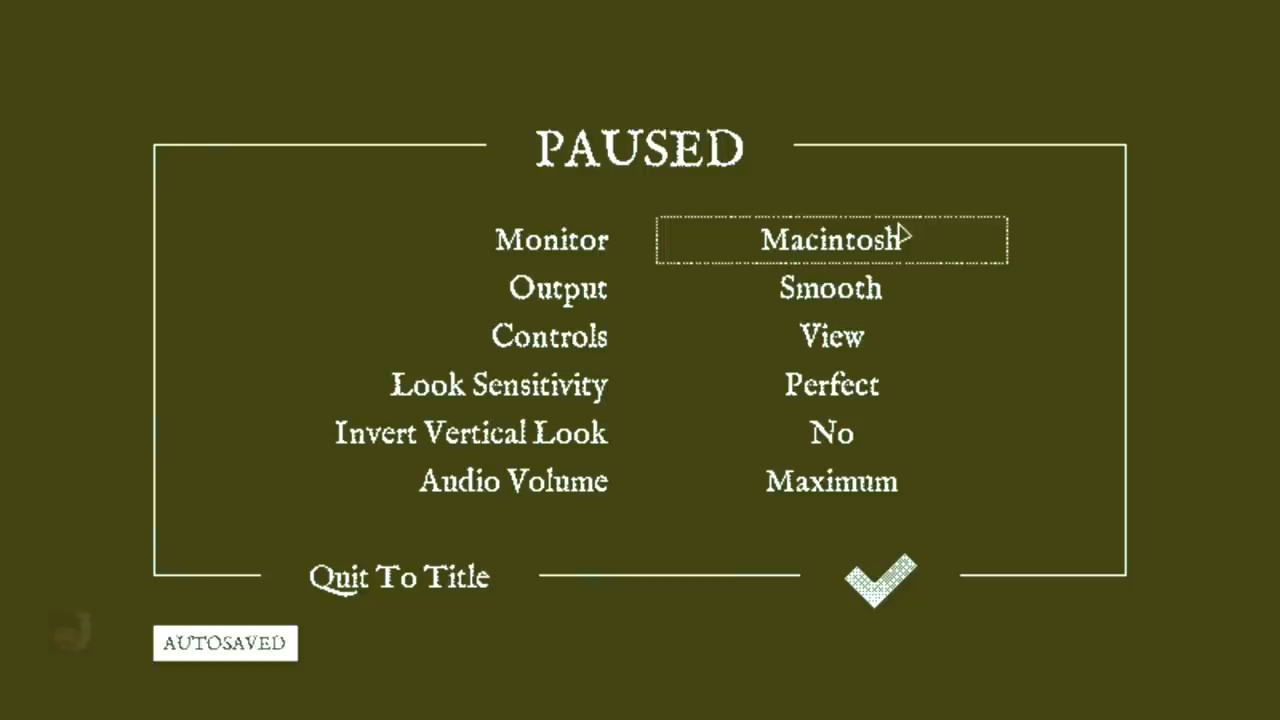 PAUSED
Monitor Macintosh
Output Smooth
Controls View
Look Sensitivity Perfect
Invert Vertical Look No
Audio Volume Maximum
Quit To Title
AUTOSAVED